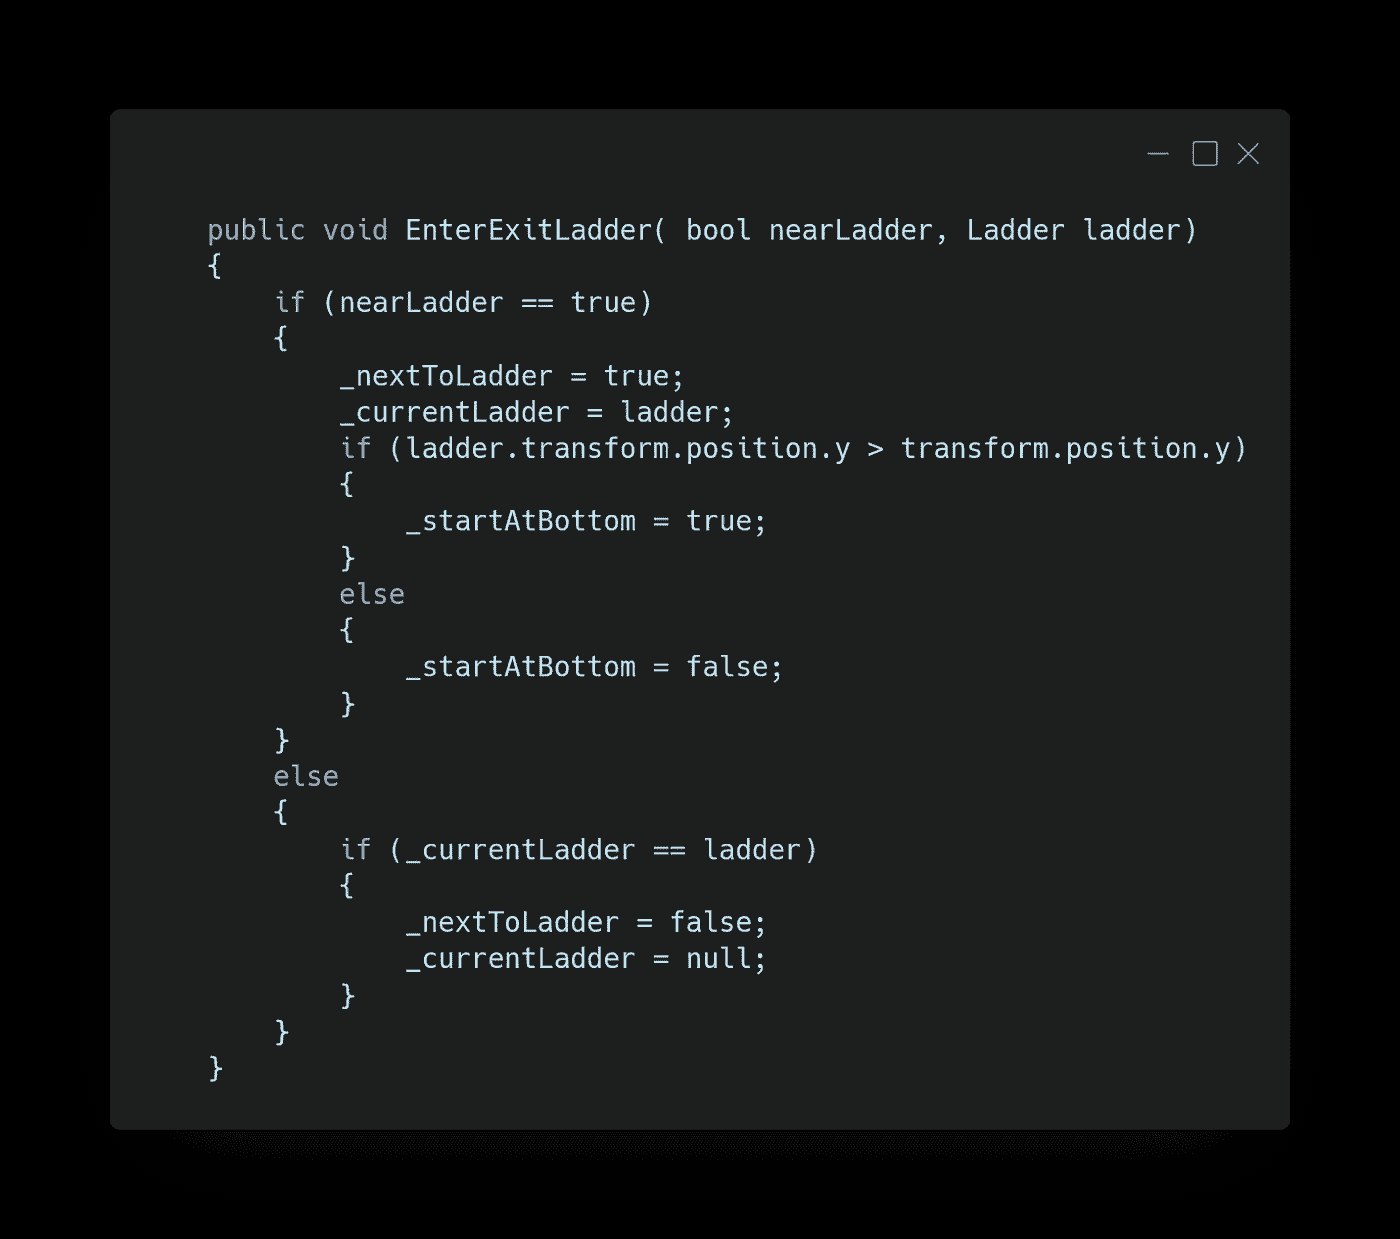 public void EnterExitLadder( bool nearLadder, Ladder ladder)
{
    if (nearLadder == true)
    {
        _nextToLadder = true;
        _currentLadder = ladder;
        if (ladder.transform.position.y > transform.position.y)
        {
            _startAtBottom = true;
        }
        else
        {
            _startAtBottom = false;
        }
    }
    else
    {
        if (_currentLadder == ladder)
        {
            _nextToLadder = false;
            _currentLadder = null;
        }
    }
}